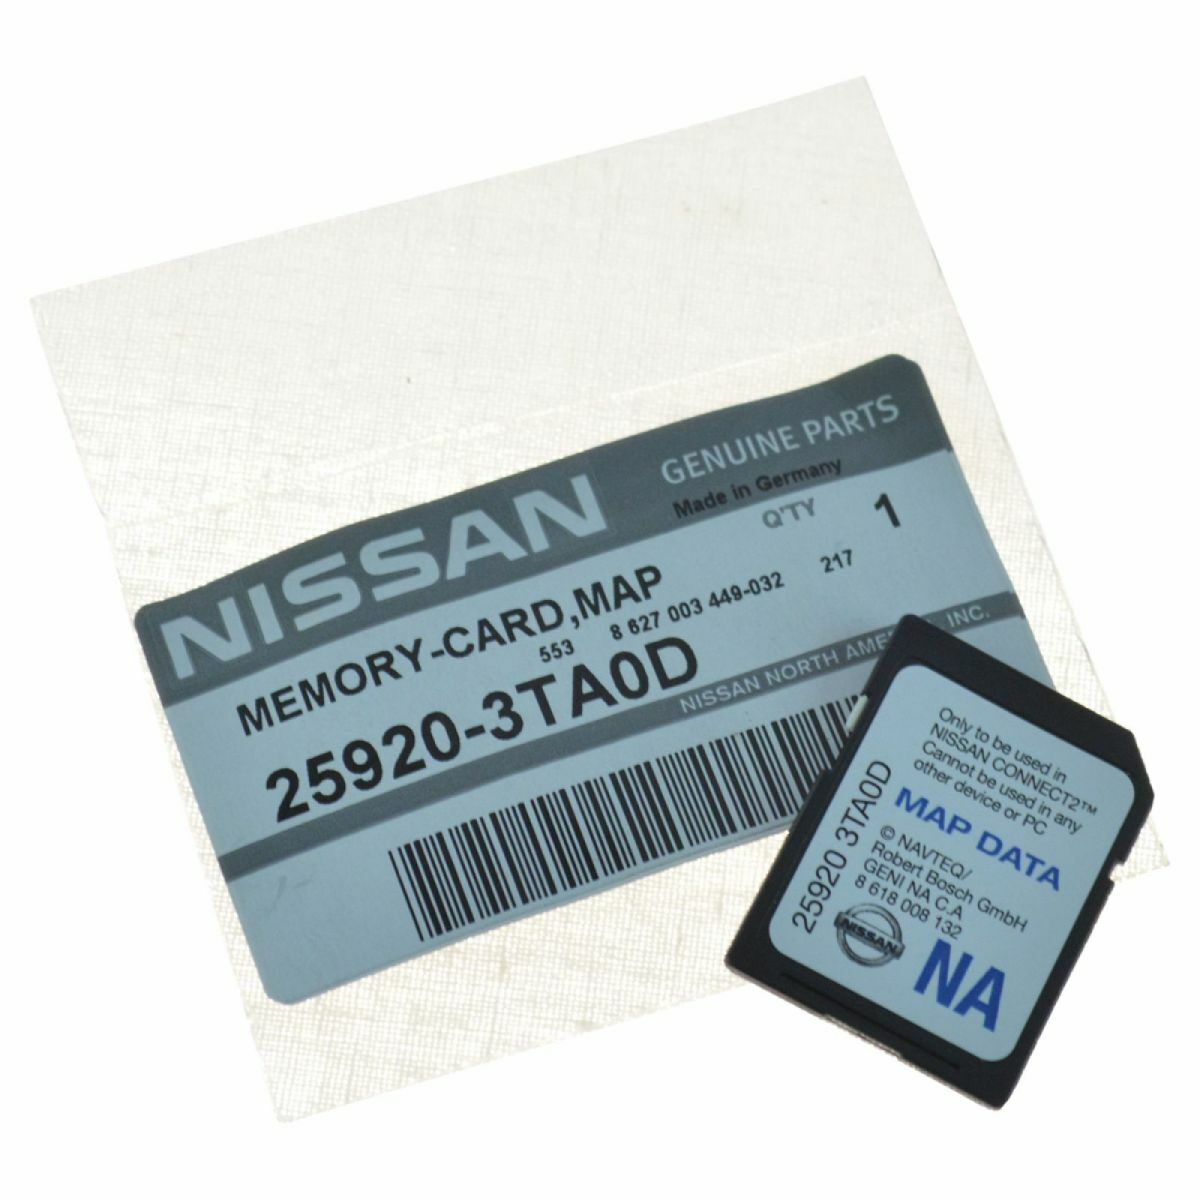 NISSAN
GENUINE PARTS
Made in Germany
Q'TY 1
MEMORY-CARD,MAP
553 8 627 003 449-032 217
25920-3TA0D
NISSAN NORTH AME INC.
Only to be used in
NISSAN CONNECT2™
Cannot be used in any
other device or PC
MAP DATA
© NAVTEQ/
Robert Bosch GmbH
GENI NA C.A
8 618 008 132
25920 3TA0D
NISSAN
NA